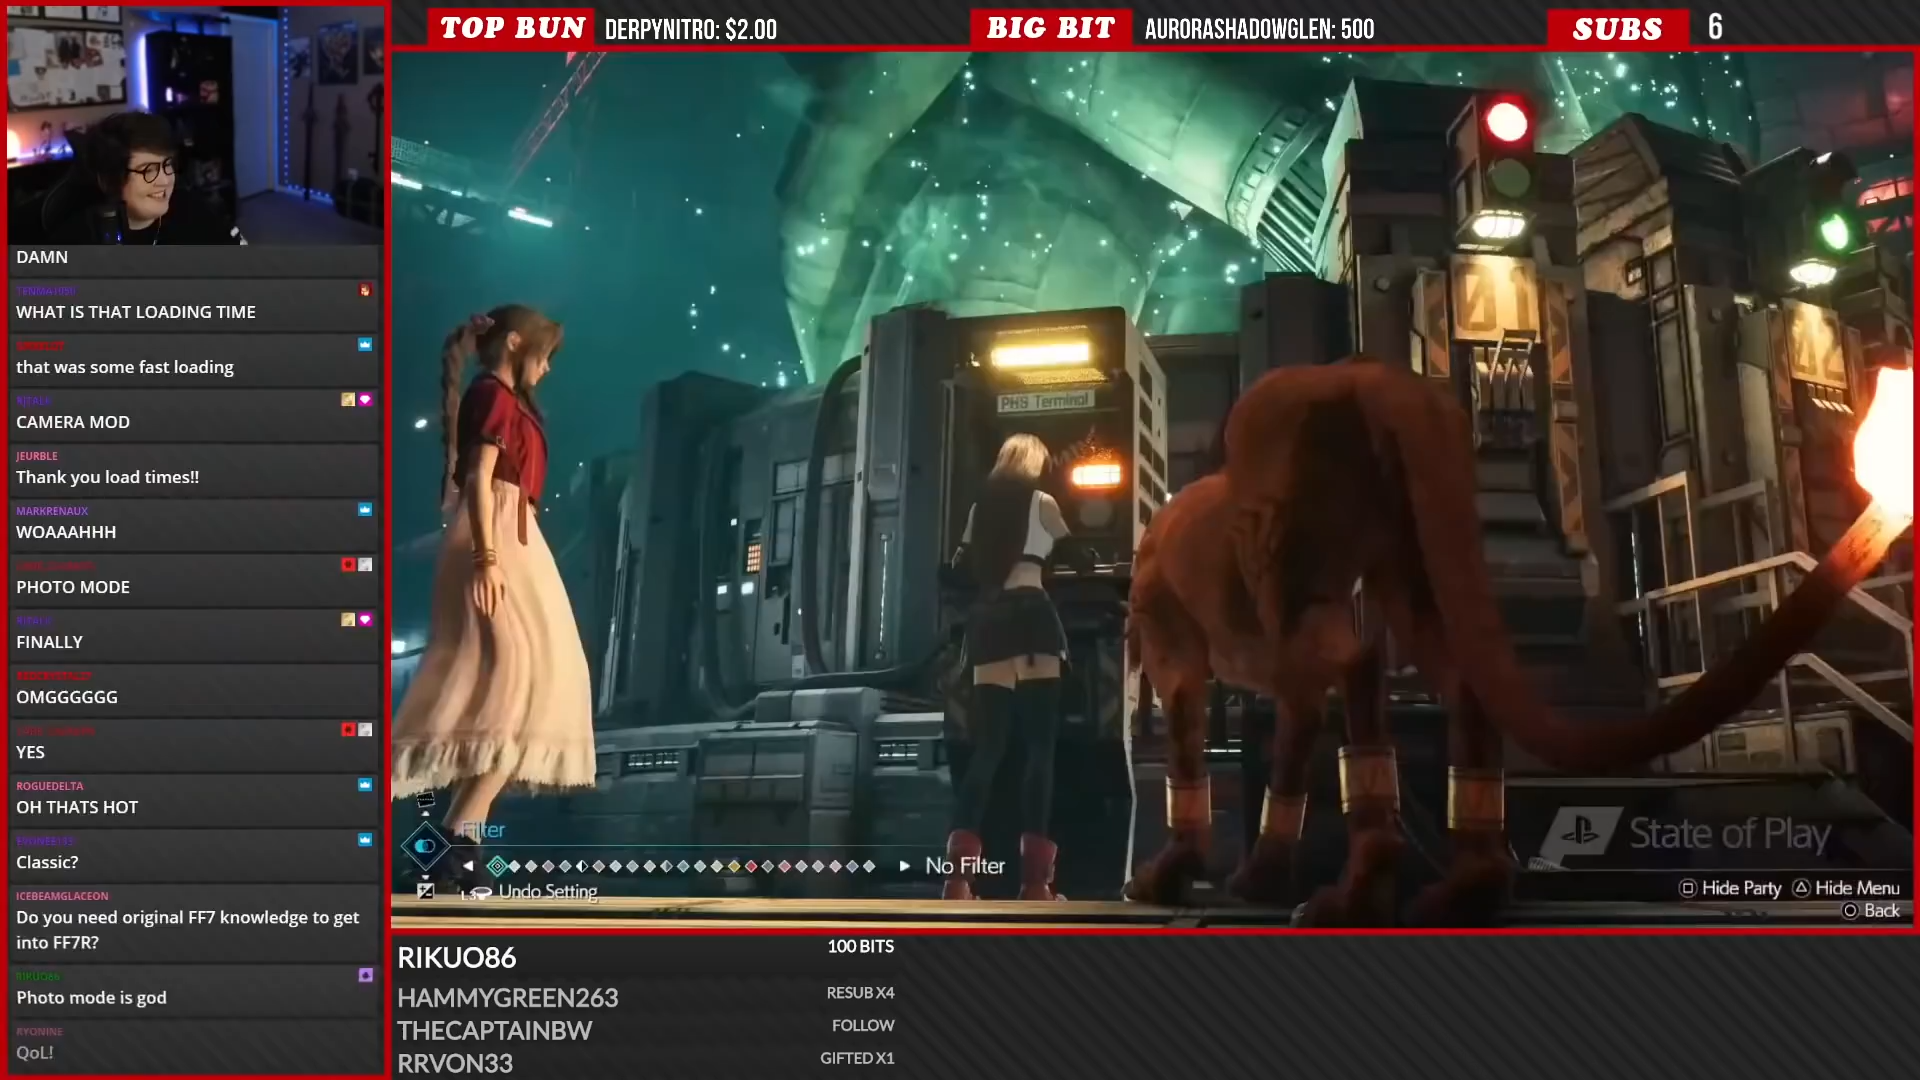 TOP BUN
DERPYNITRO: $2.00
BIG BIT
AURORASHADOWGLEN: 500
SUBS
6
DAMN
WHAT IS THAT LOADING TIME
that was some fast loading
CAMERA MOD
JEURBLE
Thank you load times!!
MARKRENAUX
WOAAAHHH
PHOTO MODE
FINALLY
OMGGGGGG
YES
ROGUEDELTA
OH THATS HOT
Classic?
ICEBEAMGLACEON
Do you need original FF7 knowledge to get
into FF7R?
RIKUO86
Photo mode is god
RYONINE
QoL!
PHS Terminal
01
02
Filter
No Filter
L3
Undo Setting
State of Play
Hide Party
Hide Menu
Back
RIKUO86
100 BITS
HAMMYGREEN263
RESUB X4
THECAPTAINBW
FOLLOW
RRVON33
GIFTED X1